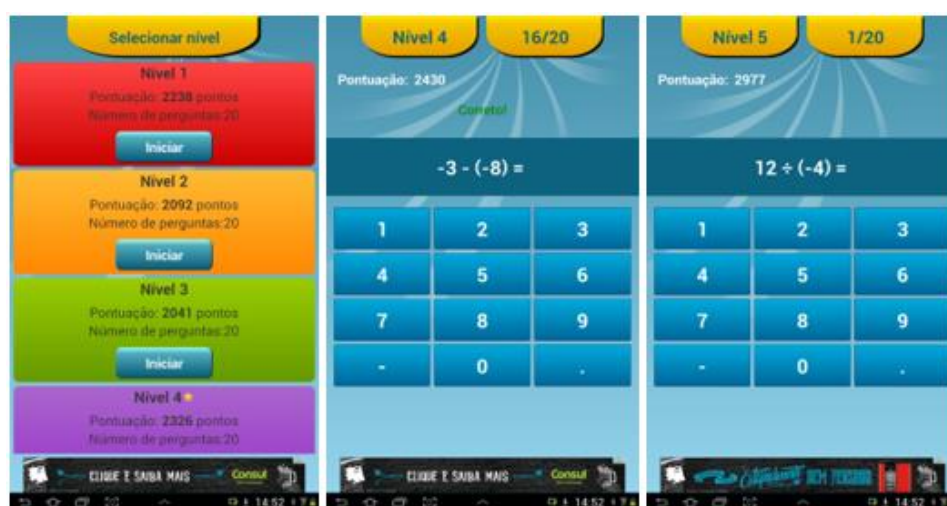 Selecionar nível
Nível 1
Pontuação: 2238 pontos
Número de perguntas:20
Iniciar
Nível 2
Pontuação: 2092 pontos
Número de perguntas:20
Iniciar
Nível 3
Pontuação: 2041 pontos
Número de perguntas:20
Iniciar
Nível 4
Pontuação: 2326 pontos
Número de perguntas:20
CLIQUE E SAIBA MAIS Consul
14:52
Nível 4 16/20
Pontuação: 2430
Correto!
-3 - (-8) =
1 2 3
4 5 6
7 8 9
- 0 .
CLIQUE E SAIBA MAIS Consul
14:52
Nível 5 1/20
Pontuação: 2977
12 ÷ (-4) =
1 2 3
4 5 6
7 8 9
- 0 .
BEM
14:52